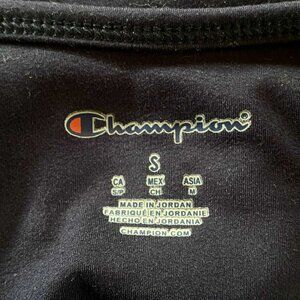 Champion
S
CA MEX ASIA
S/P CH M
MADE IN JORDAN
FABRIQUÉ EN JORDANIE
HECHO EN JORDANIA
CHAMPION.COM